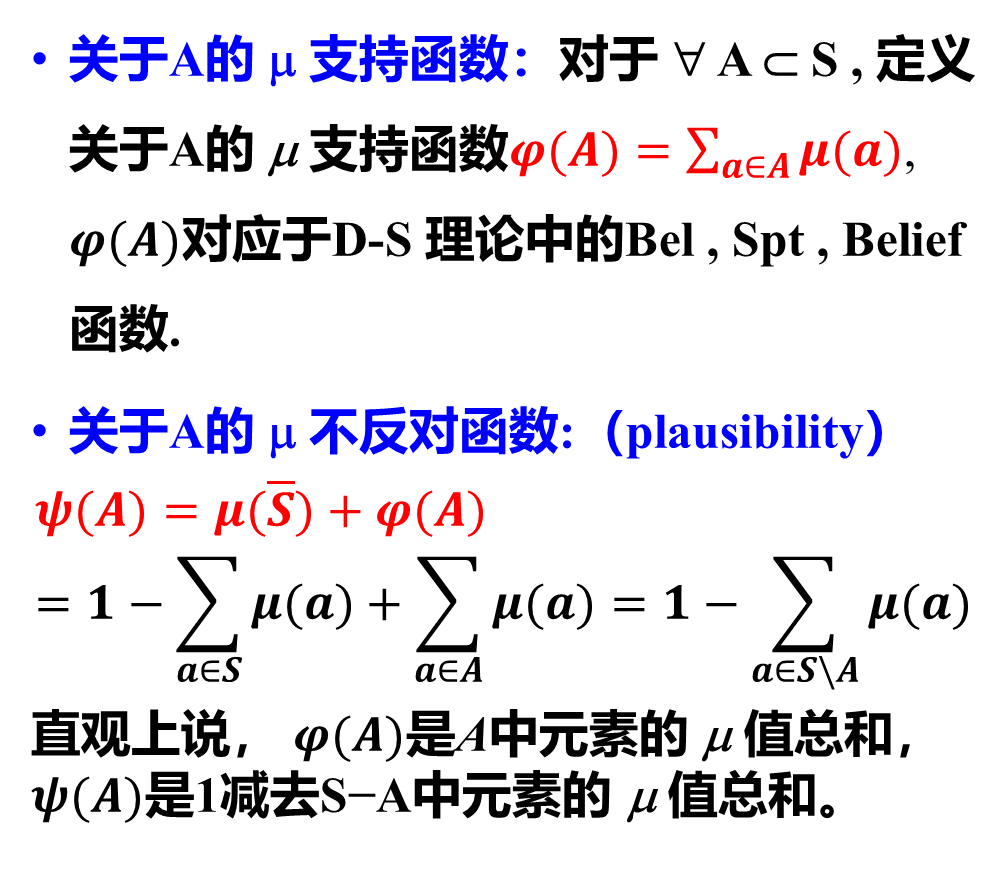 • 关于A的 μ 支持函数：对于 ∀ A ⊂ S , 定义
关于A的 μ 支持函数φ(A) = ∑a∈A μ(a),
φ(A)对应于D-S 理论中的Bel , Spt , Belief
函数.
• 关于A的 μ 不反对函数:（plausibility）
ψ(A) = μ(S̅) + φ(A)
= 1 − ∑a∈S μ(a) + ∑a∈A μ(a) = 1 − ∑a∈S\A μ(a)
直观上说， φ(A)是A中元素的 μ 值总和，
ψ(A)是1减去S−A中元素的 μ 值总和。